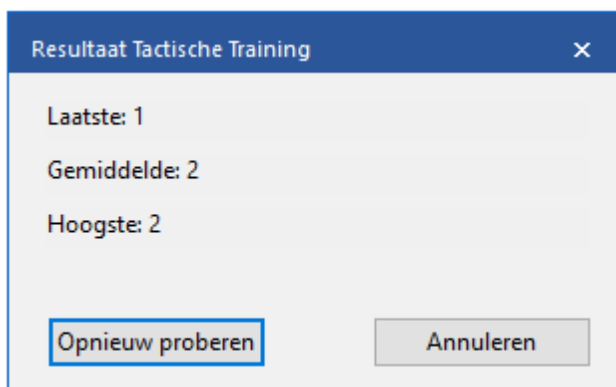 Resultaat Tactische Training
Laatste: 1
Gemiddelde: 2
Hoogste: 2
Opnieuw proberen Annuleren